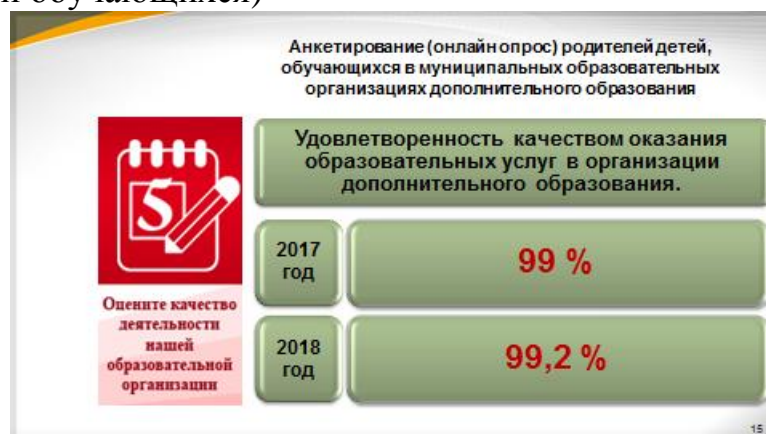 и обучающихся)
Анкетирование (онлайн опрос) родителей детей,
обучающихся в муниципальных образовательных
организациях дополнительного образования
Удовлетворенность качеством оказания
образовательных услуг в организации
дополнительного образования.
5
2017
год
99 %
Оцените качество
деятельности
нашей
образовательной
организации
2018
год
99,2 %
15